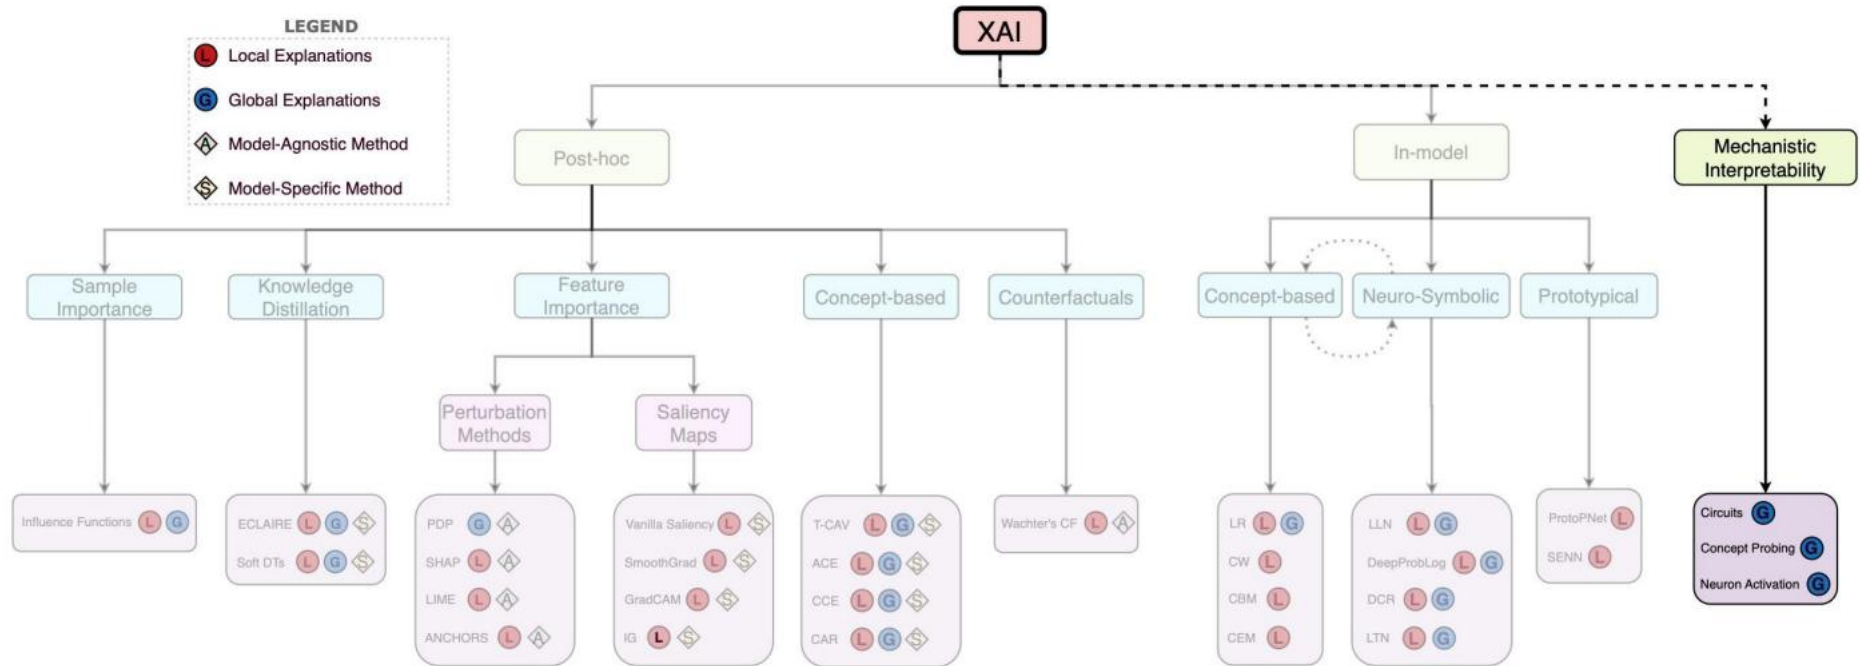 LEGEND
L Local Explanations
G Global Explanations
A Model-Agnostic Method
S Model-Specific Method
XAI
Post-hoc
In-model
Mechanistic
Interpretability
Sample
Importance
Knowledge
Distillation
Feature
Importance
Concept-based
Counterfactuals
Concept-based
Neuro-Symbolic
Prototypical
Perturbation
Methods
Saliency
Maps
Influence Functions L G
ECLAIRE L G S
Soft DTs L G S
PDP G A
SHAP L A
LIME L A
ANCHORS L A
Vanilla Saliency L S
SmoothGrad L S
GradCAM L S
IG L S
T-CAV L G S
ACE L G S
CCE L G S
CAR L G S
Wachter's CF L A
LR L G
CW L
CBM L
CEM L
LLN L G
DeepProbLog L G
DCR L G
LTN L G
ProtoPNet L
SENN L
Circuits G
Concept Probing G
Neuron Activation G